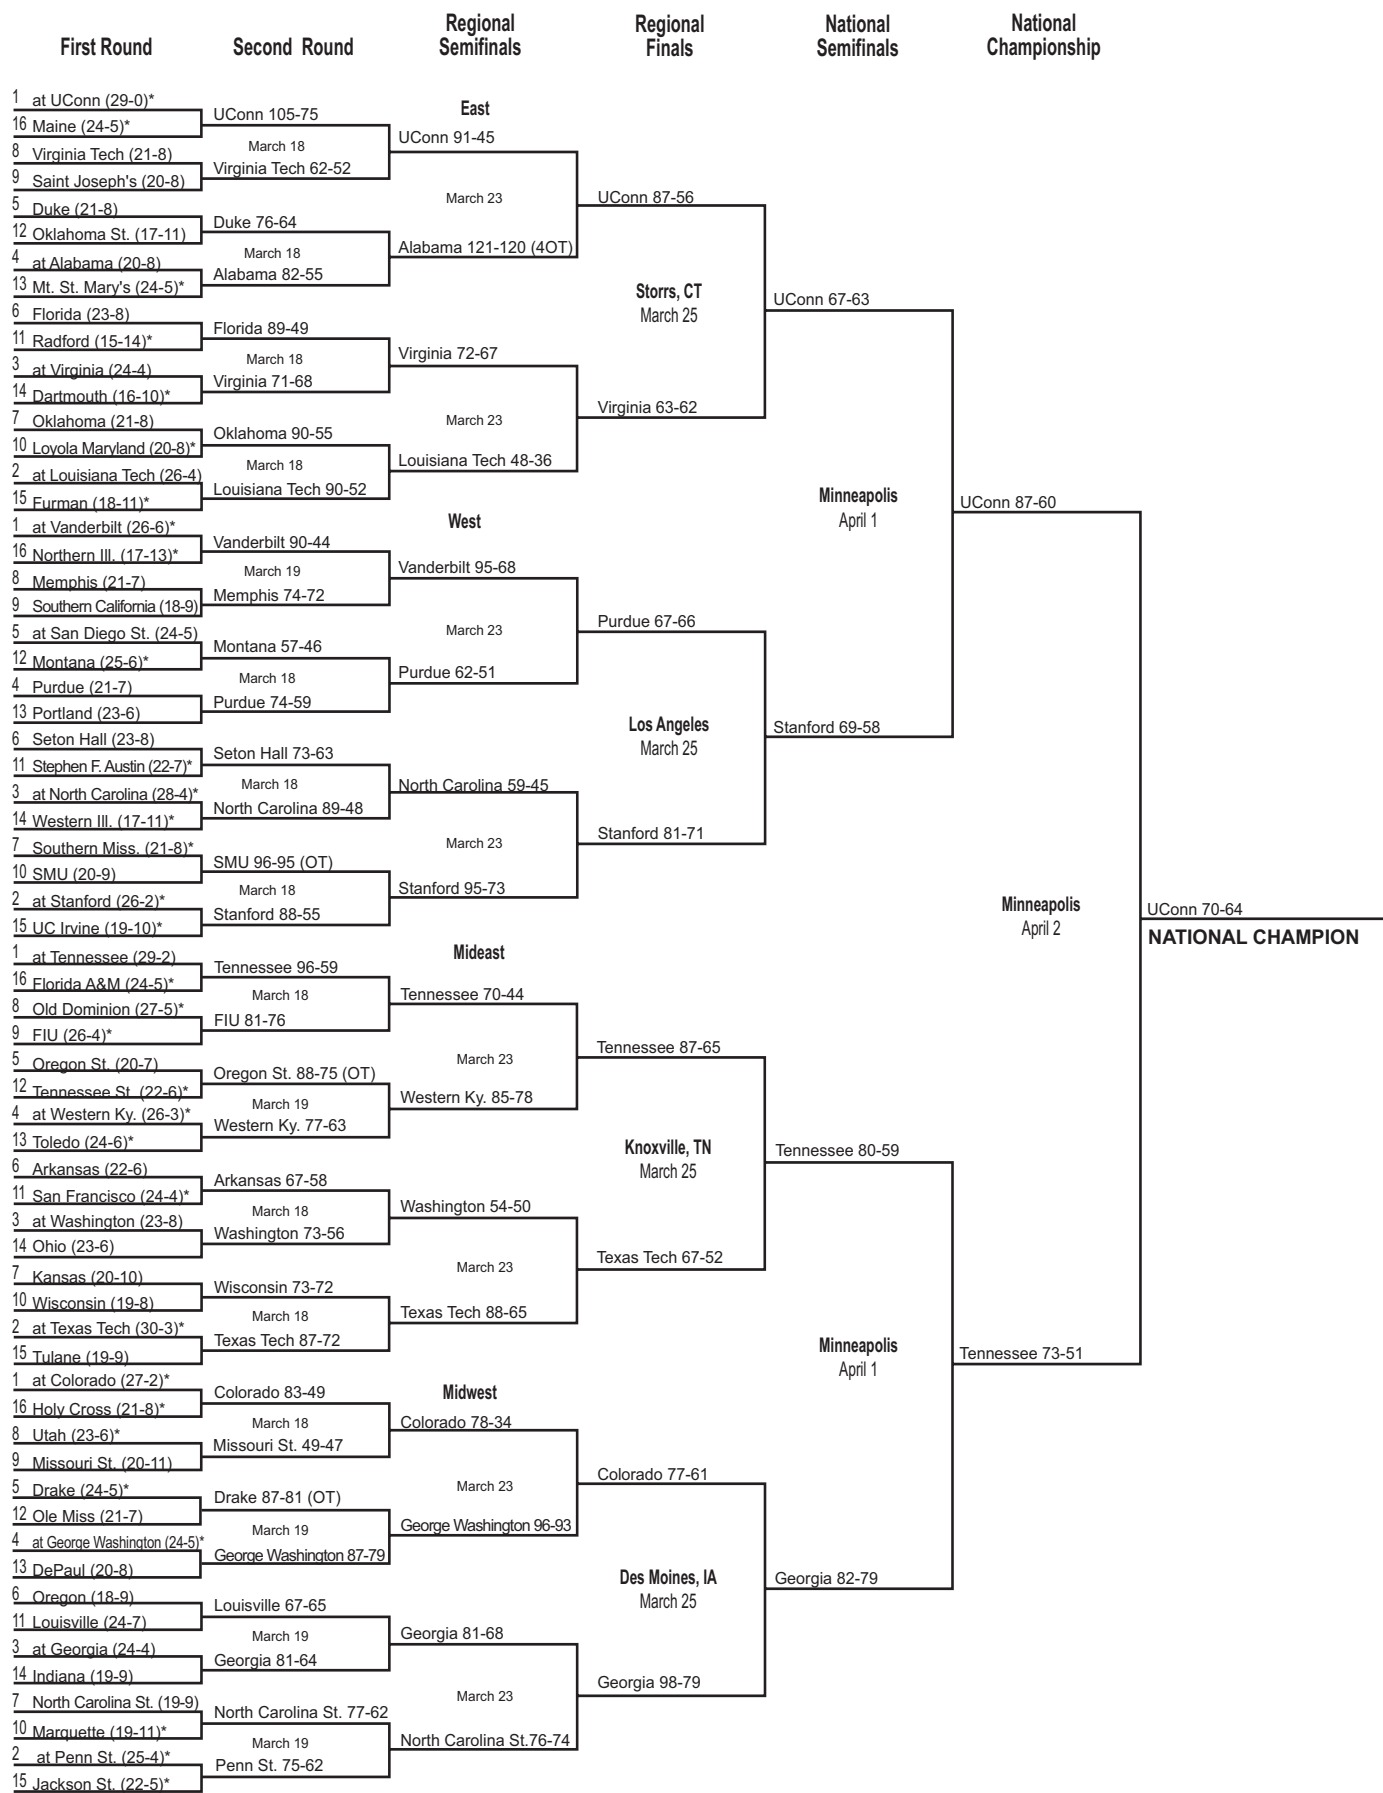 First Round
Second Round
Regional
Semifinals
Regional
Finals
National
Semifinals
National
Championship
1 at UConn (29-0)*
16 Maine (24-5)*
8 Virginia Tech (21-8)
9 Saint Joseph's (20-8)
5 Duke (21-8)
12 Oklahoma St. (17-11)
4 at Alabama (20-8)
13 Mt. St. Mary's (24-5)*
6 Florida (23-8)
11 Radford (15-14)*
3 at Virginia (24-4)
14 Dartmouth (16-10)*
7 Oklahoma (21-8)
10 Loyola Maryland (20-8)*
2 at Louisiana Tech (26-4)
15 Furman (18-11)*
1 at Vanderbilt (26-6)*
16 Northern Ill. (17-13)*
8 Memphis (21-7)
9 Southern California (18-9)
5 at San Diego St. (24-5)
12 Montana (25-6)*
4 Purdue (21-7)
13 Portland (23-6)
6 Seton Hall (23-8)
11 Stephen F. Austin (22-7)*
3 at North Carolina (28-4)*
14 Western Ill. (17-11)*
7 Southern Miss. (21-8)*
10 SMU (20-9)
2 at Stanford (26-2)*
15 UC Irvine (19-10)*
1 at Tennessee (29-2)
16 Florida A&M (24-5)*
8 Old Dominion (27-5)*
9 FIU (26-4)*
5 Oregon St. (20-7)
12 Tennessee St. (22-6)*
4 at Western Ky. (26-3)*
13 Toledo (24-6)*
6 Arkansas (22-6)
11 San Francisco (24-4)*
3 at Washington (23-8)
14 Ohio (23-6)
7 Kansas (20-10)
10 Wisconsin (19-8)
2 at Texas Tech (30-3)*
15 Tulane (19-9)
1 at Colorado (27-2)*
16 Holy Cross (21-8)*
8 Utah (23-6)*
9 Missouri St. (20-11)
5 Drake (24-5)*
12 Ole Miss (21-7)
4 at George Washington (24-5)*
13 DePaul (20-8)
6 Oregon (18-9)
11 Louisville (24-7)
3 at Georgia (24-4)
14 Indiana (19-9)
7 North Carolina St. (19-9)
10 Marquette (19-11)*
2 at Penn St. (25-4)*
15 Jackson St. (22-5)*
UConn 105-75
March 18
Virginia Tech 62-52
Duke 76-64
March 18
Alabama 82-55
Florida 89-49
March 18
Virginia 71-68
Oklahoma 90-55
March 18
Louisiana Tech 90-52
Vanderbilt 90-44
March 19
Memphis 74-72
Montana 57-46
March 18
Purdue 74-59
Seton Hall 73-63
March 18
North Carolina 89-48
SMU 96-95 (OT)
March 18
Stanford 88-55
Tennessee 96-59
March 18
FIU 81-76
Oregon St. 88-75 (OT)
March 19
Western Ky. 77-63
Arkansas 67-58
March 18
Washington 73-56
Wisconsin 73-72
March 18
Texas Tech 87-72
Colorado 83-49
March 18
Missouri St. 49-47
Drake 87-81 (OT)
March 19
George Washington 87-79
Louisville 67-65
March 19
Georgia 81-64
North Carolina St. 77-62
March 19
Penn St. 75-62
East
UConn 91-45
March 23
Alabama 121-120 (4OT)
Virginia 72-67
March 23
Louisiana Tech 48-36
West
Vanderbilt 95-68
March 23
Purdue 62-51
North Carolina 59-45
March 23
Stanford 95-73
Mideast
Tennessee 70-44
March 23
Western Ky. 85-78
Washington 54-50
March 23
Texas Tech 88-65
Midwest
Colorado 78-34
March 23
George Washington 96-93
Georgia 81-68
March 23
North Carolina St.76-74
UConn 87-56
Storrs, CT
March 25
Virginia 63-62
Purdue 67-66
Los Angeles
March 25
Stanford 81-71
Tennessee 87-65
Knoxville, TN
March 25
Texas Tech 67-52
Colorado 77-61
Des Moines, IA
March 25
Georgia 98-79
UConn 67-63
Minneapolis
April 1
Stanford 69-58
Tennessee 80-59
Minneapolis
April 1
Georgia 82-79
UConn 87-60
Minneapolis
April 2
Tennessee 73-51
UConn 70-64
NATIONAL CHAMPION